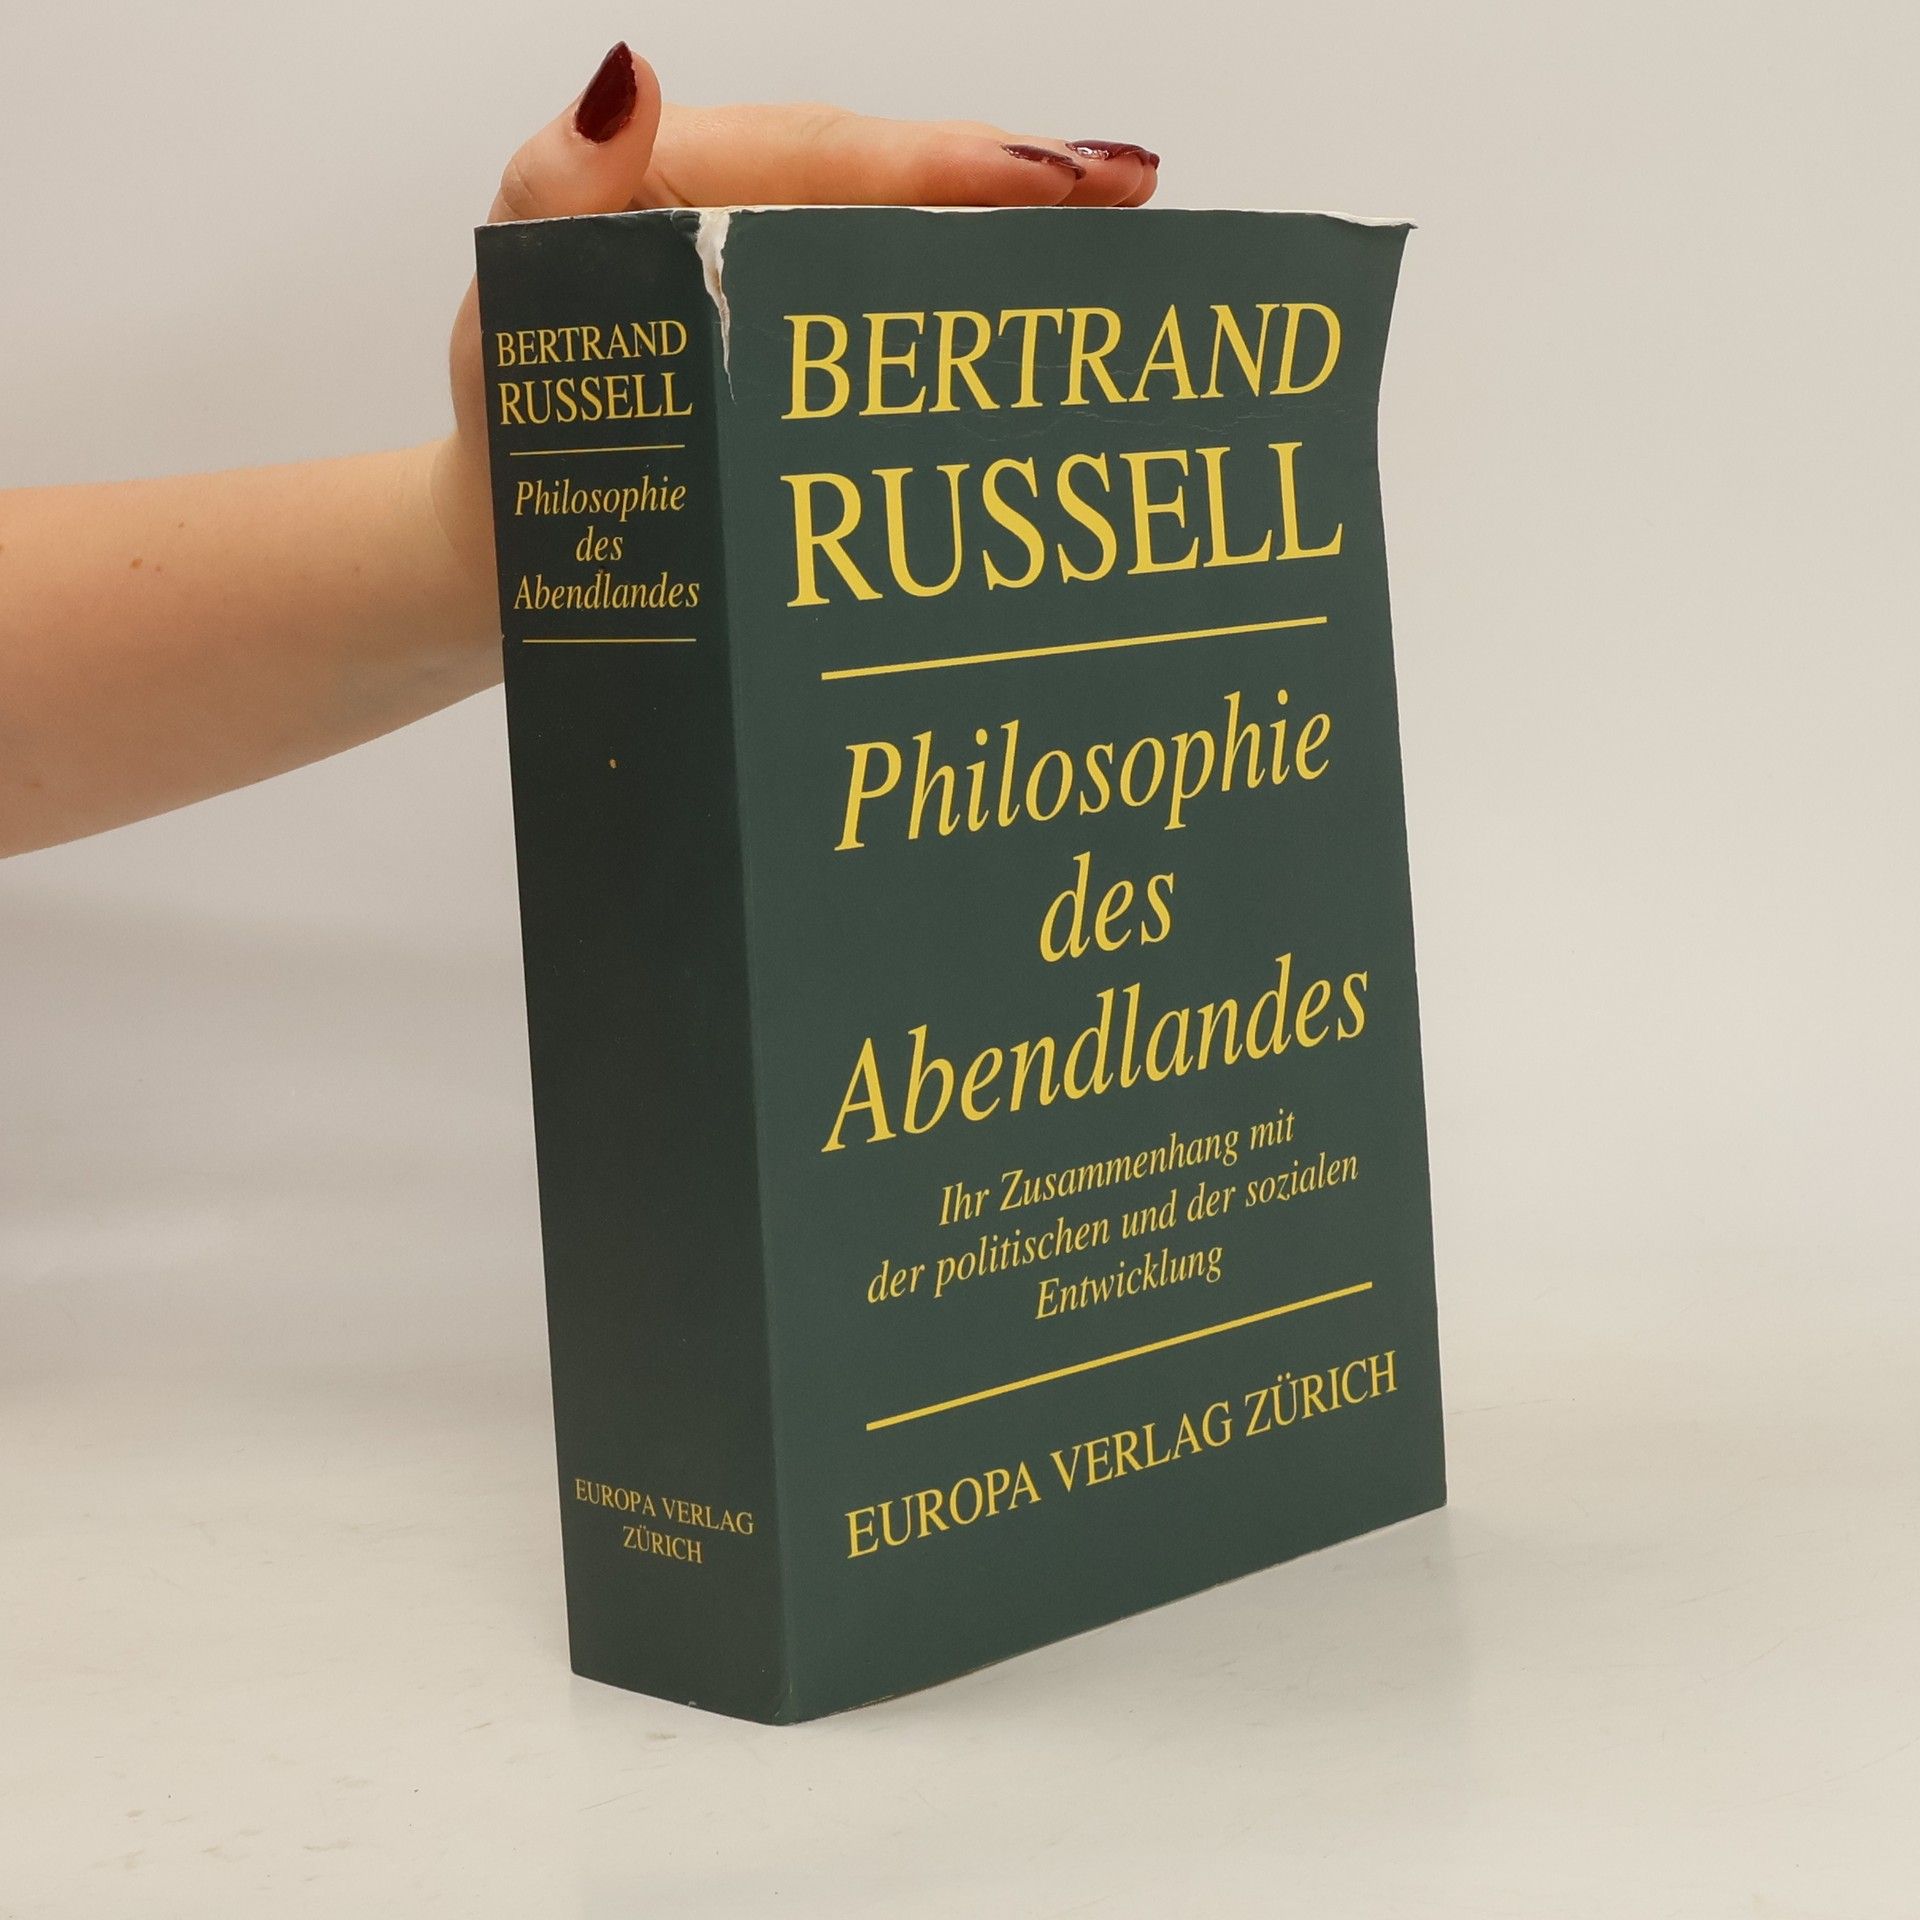 BERTRAND
RUSSELL
Philosophie
des
Abendlandes
EUROPA VERLAG
ZÜRICH
BERTRAND
RUSSELL
Philosophie
des
Abendlandes
Ihr Zusammenhang mit
der politischen und der sozialen
Entwicklung
EUROPA VERLAG ZÜRICH